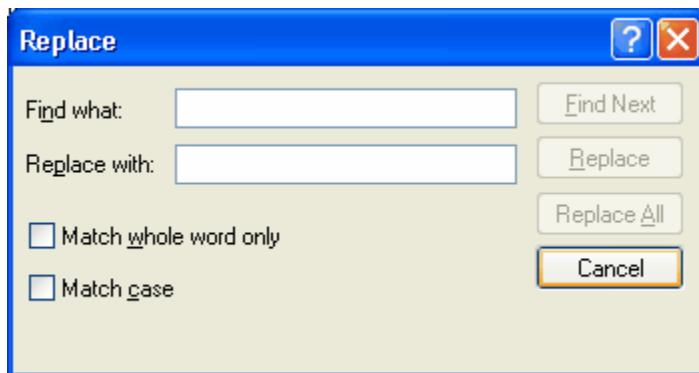 Replace
?
Find what:
Find Next
Replace with:
Replace
Replace All
Match whole word only
Cancel
Match case